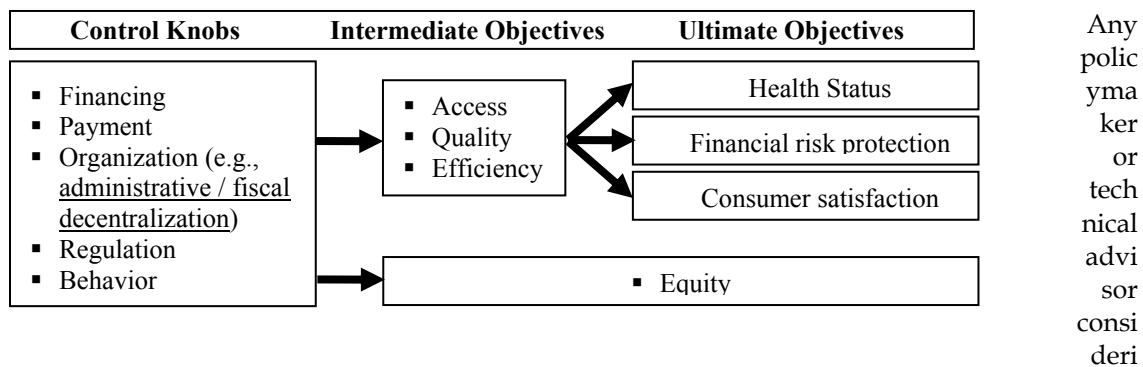 Control Knobs Intermediate Objectives Ultimate Objectives
▪ Financing
▪ Payment
▪ Organization (e.g.,
administrative / fiscal
decentralization)
▪ Regulation
▪ Behavior
▪ Access
▪ Quality
▪ Efficiency
Health Status
Financial risk protection
Consumer satisfaction
▪ Equity
Any
polic
yma
ker
or
tech
nical
advi
sor
consi
deri